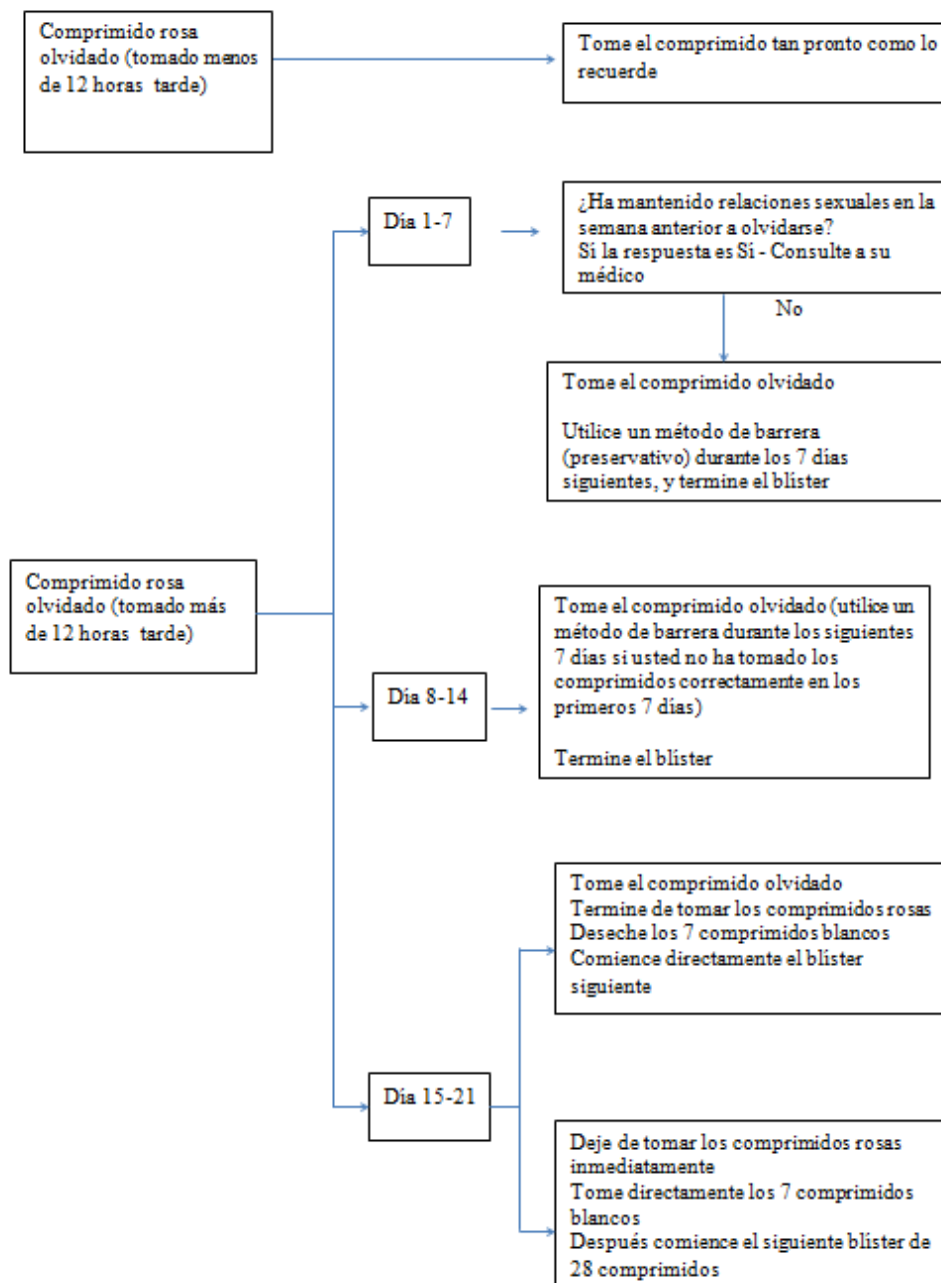 Comprimido rosa
olvidado (tomado menos
de 12 horas tarde)
Tome el comprimido tan pronto como lo
recuerde
Día 1-7
¿Ha mantenido relaciones sexuales en la
semana anterior a olvidarse?
Sí la respuesta es Sí - Consulte a su
médico
No
Tome el comprimido olvidado
Utilice un método de barrera
(preservativo) durante los 7 días
siguientes, y termine el blíster
Comprimido rosa
olvidado (tomado más
de 12 horas tarde)
Día 8-14
Tome el comprimido olvidado (utilice un
método de barrera durante los siguientes
7 días si usted no ha tomado los
comprimidos correctamente en los
primeros 7 días)
Termine el blíster
Día 15-21
Tome el comprimido olvidado
Termine de tomar los comprimidos rosas
Deseche los 7 comprimidos blancos
Comience directamente el blíster
siguiente
Deje de tomar los comprimidos rosas
inmediatamente
Tome directamente los 7 comprimidos
blancos
Después comience el siguiente blíster de
28 comprimidos